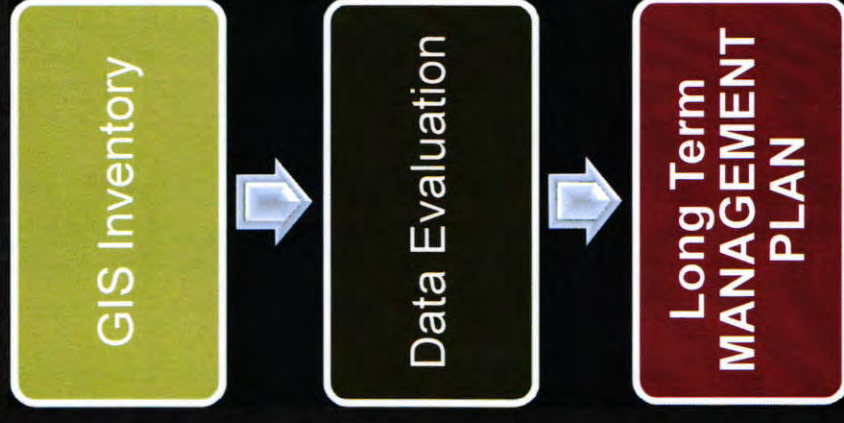 GIS Inventory
Data Evaluation
Long Term
MANAGEMENT
PLAN